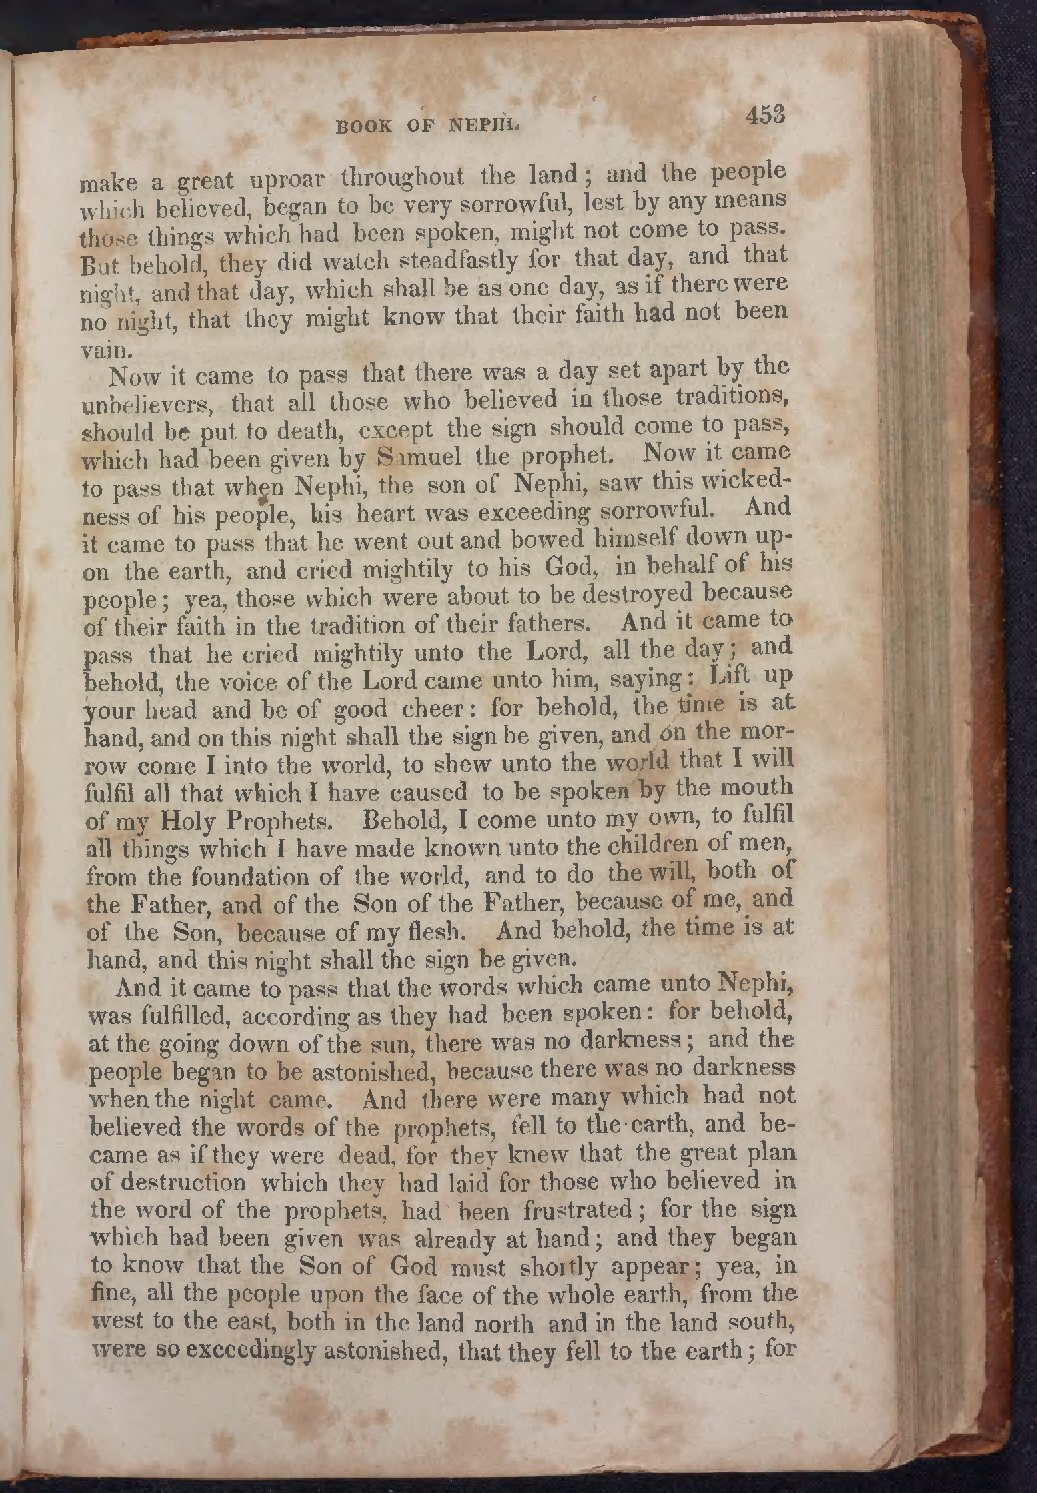 BOOK OF NEPHI.
453
make a great uproar throughout the land; and the people
which believed, began to be very sorrowful, lest by any means
those things which had been spoken, might not come to pass.
But behold, they did watch steadfastly for that day, and that
night, and that day, which shall be as one day, as if there were
no night, that they might know that their faith had not been
vain.
Now it came to pass that there was a day set apart by the
unbelievers, that all those who believed in those traditions,
should be put to death, except the sign should come to pass,
which had been given by Samuel the prophet. Now it came
to pass that when Nephi, the son of Nephi, saw this wicked-
ness of his people, his heart was exceeding sorrowful. And
it came to pass that he went out and bowed himself down up-
on the earth, and cried mightily to his God, in behalf of his
people; yea, those which were about to be destroyed because
of their faith in the tradition of their fathers. And it came to
pass that he cried mightily unto the Lord, all the day; and
behold, the voice of the Lord came unto him, saying: Lift up
your head and be of good cheer: for behold, the time is at
hand, and on this night shall the sign be given, and on the mor-
row come I into the world, to shew unto the world that I will
fulfil all that which I have caused to be spoken by the mouth
of my Holy Prophets. Behold, I come unto my own, to fulfil
all things which I have made known unto the children of men,
from the foundation of the world, and to do the will, both of
the Father, and of the Son of the Father, because of me, and
of the Son, because of my flesh. And behold, the time is at
hand, and this night shall the sign be given.
And it came to pass that the words which came unto Nephi,
was fulfilled, according as they had been spoken: for behold,
at the going down of the sun, there was no darkness; and the
people began to be astonished, because there was no darkness
when the night came. And there were many which had not
believed the words of the prophets, fell to the earth, and be-
came as if they were dead, for they knew that the great plan
of destruction which they had laid for those who believed in
the word of the prophets, had been frustrated; for the sign
which had been given was already at hand; and they began
to know that the Son of God must shortly appear; yea, in
fine, all the people upon the face of the whole earth, from the
west to the east, both in the land north and in the land south,
were so exceedingly astonished, that they fell to the earth; for